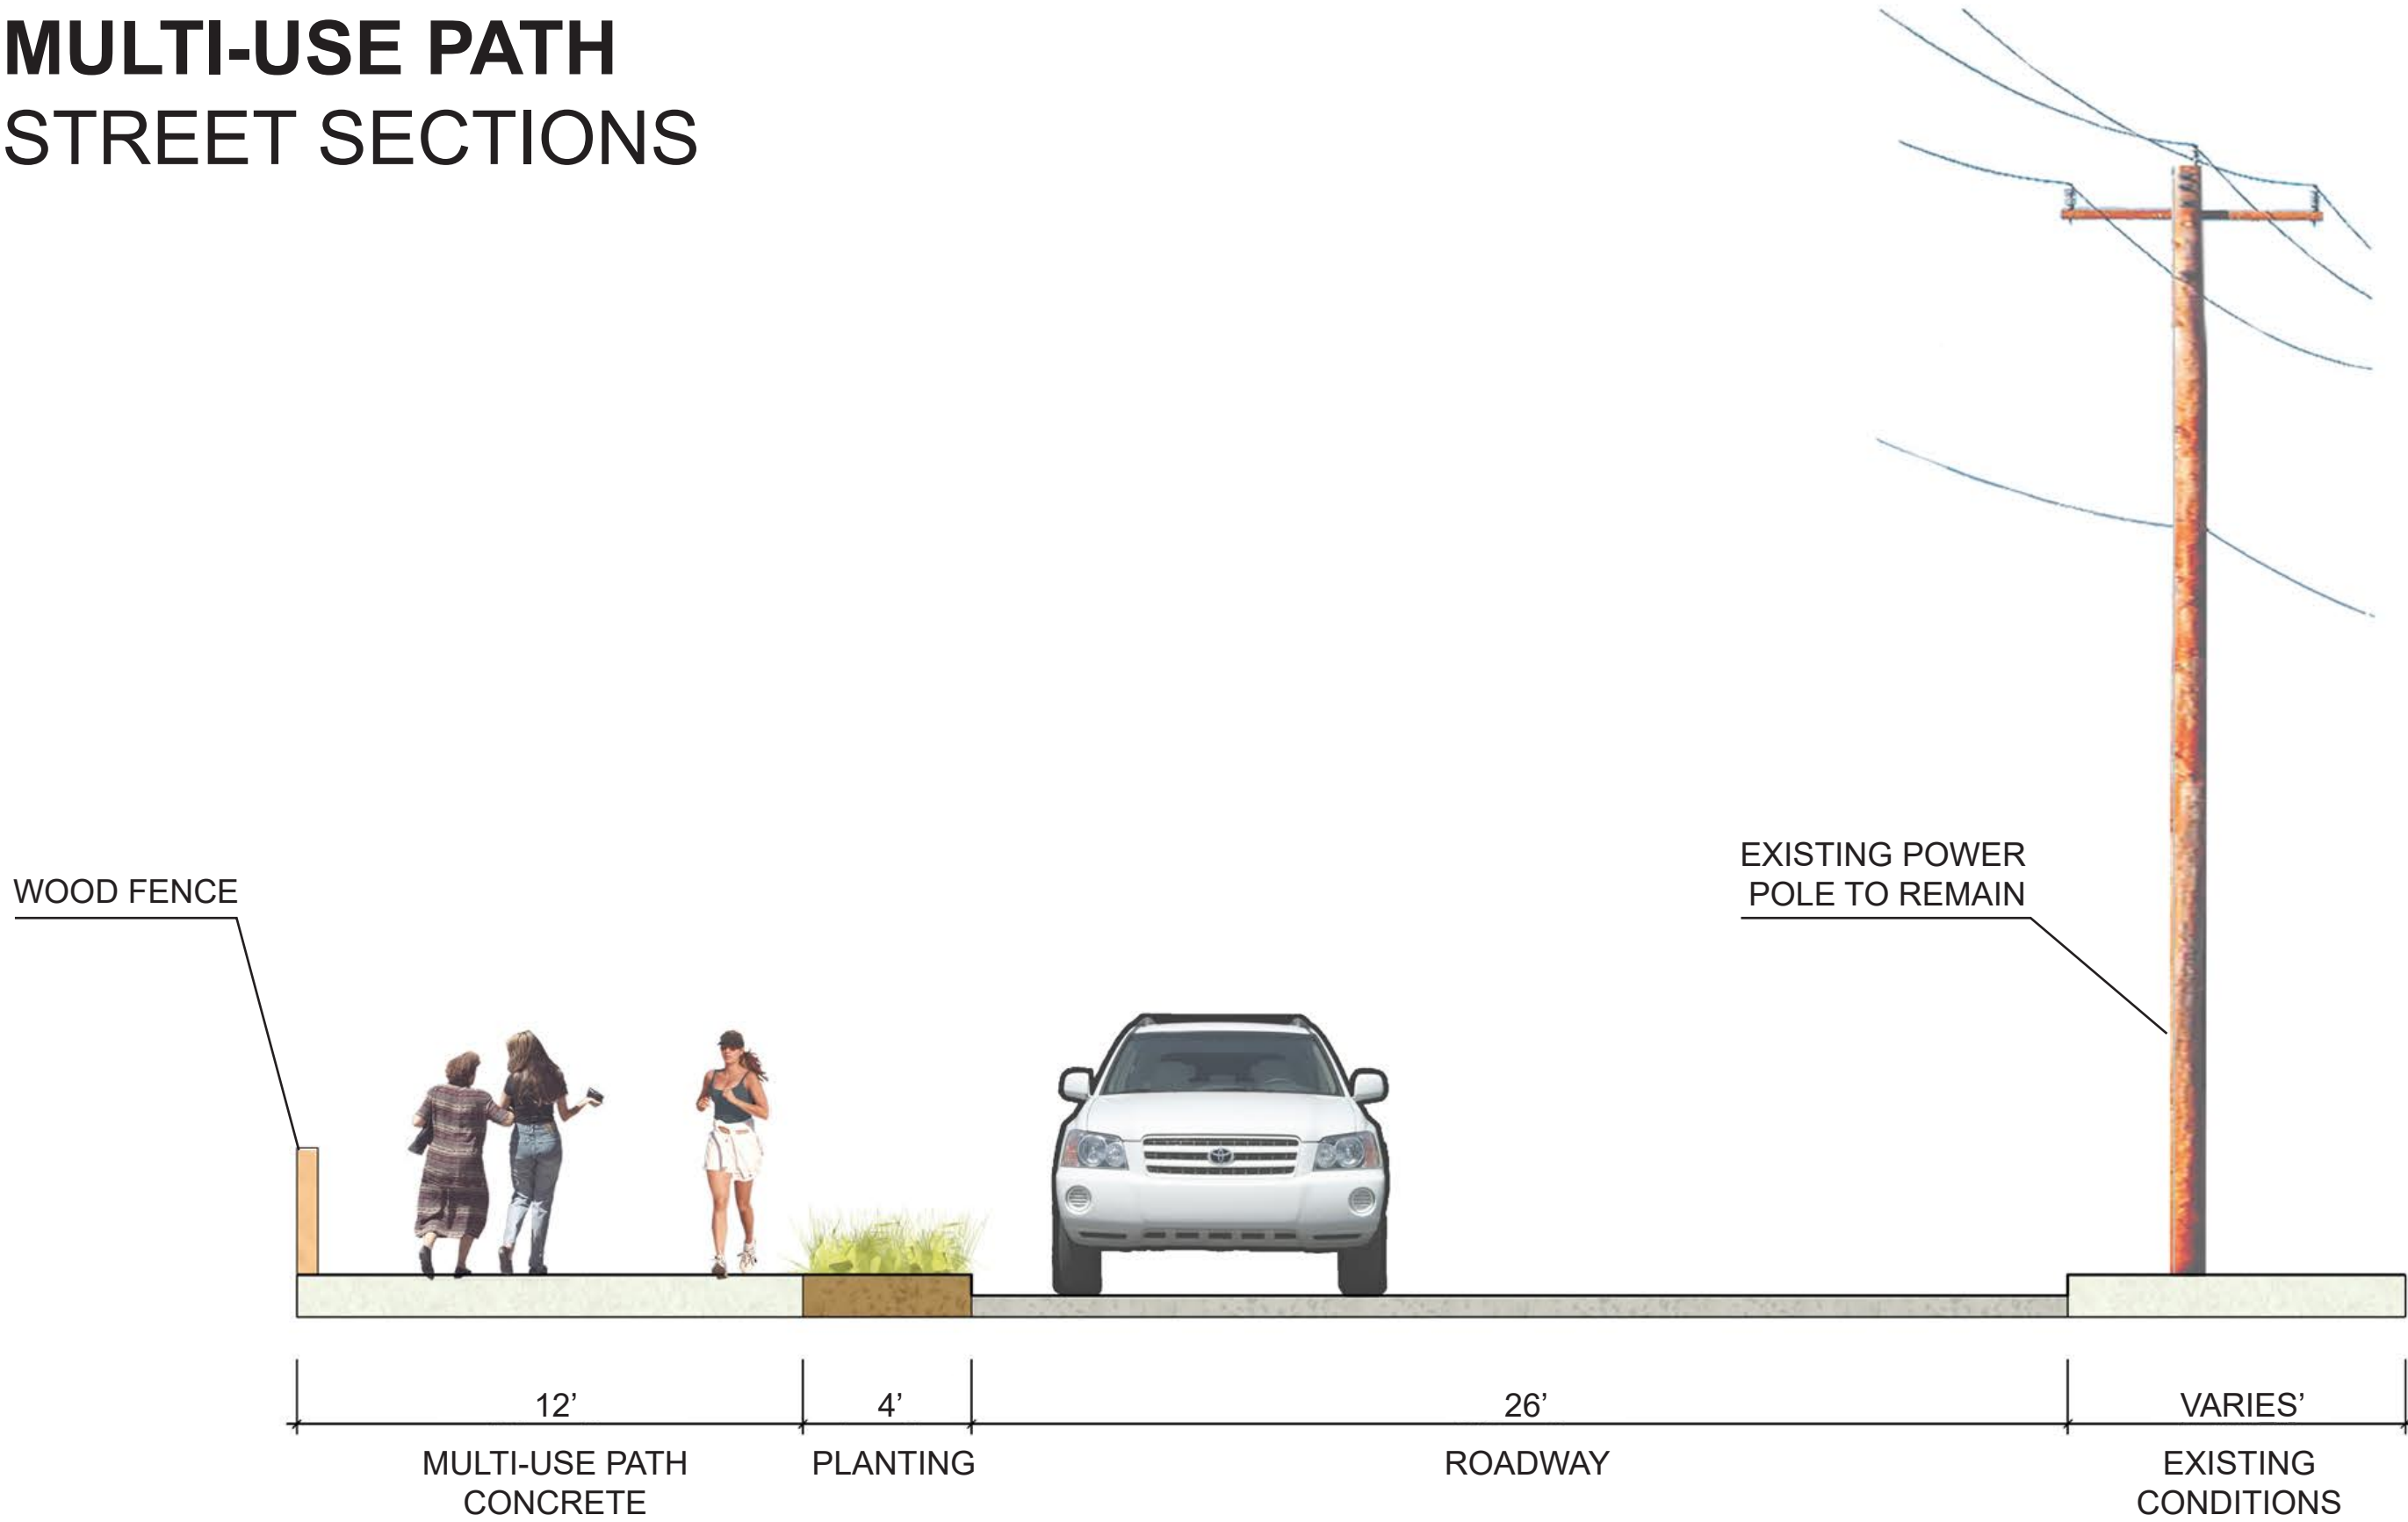 MULTI-USE PATH
STREET SECTIONS
EXISTING POWER
POLE TO REMAIN
WOOD FENCE
12’
4’
26’
VARIES’
MULTI-USE PATH
CONCRETE
PLANTING
ROADWAY
EXISTING
CONDITIONS